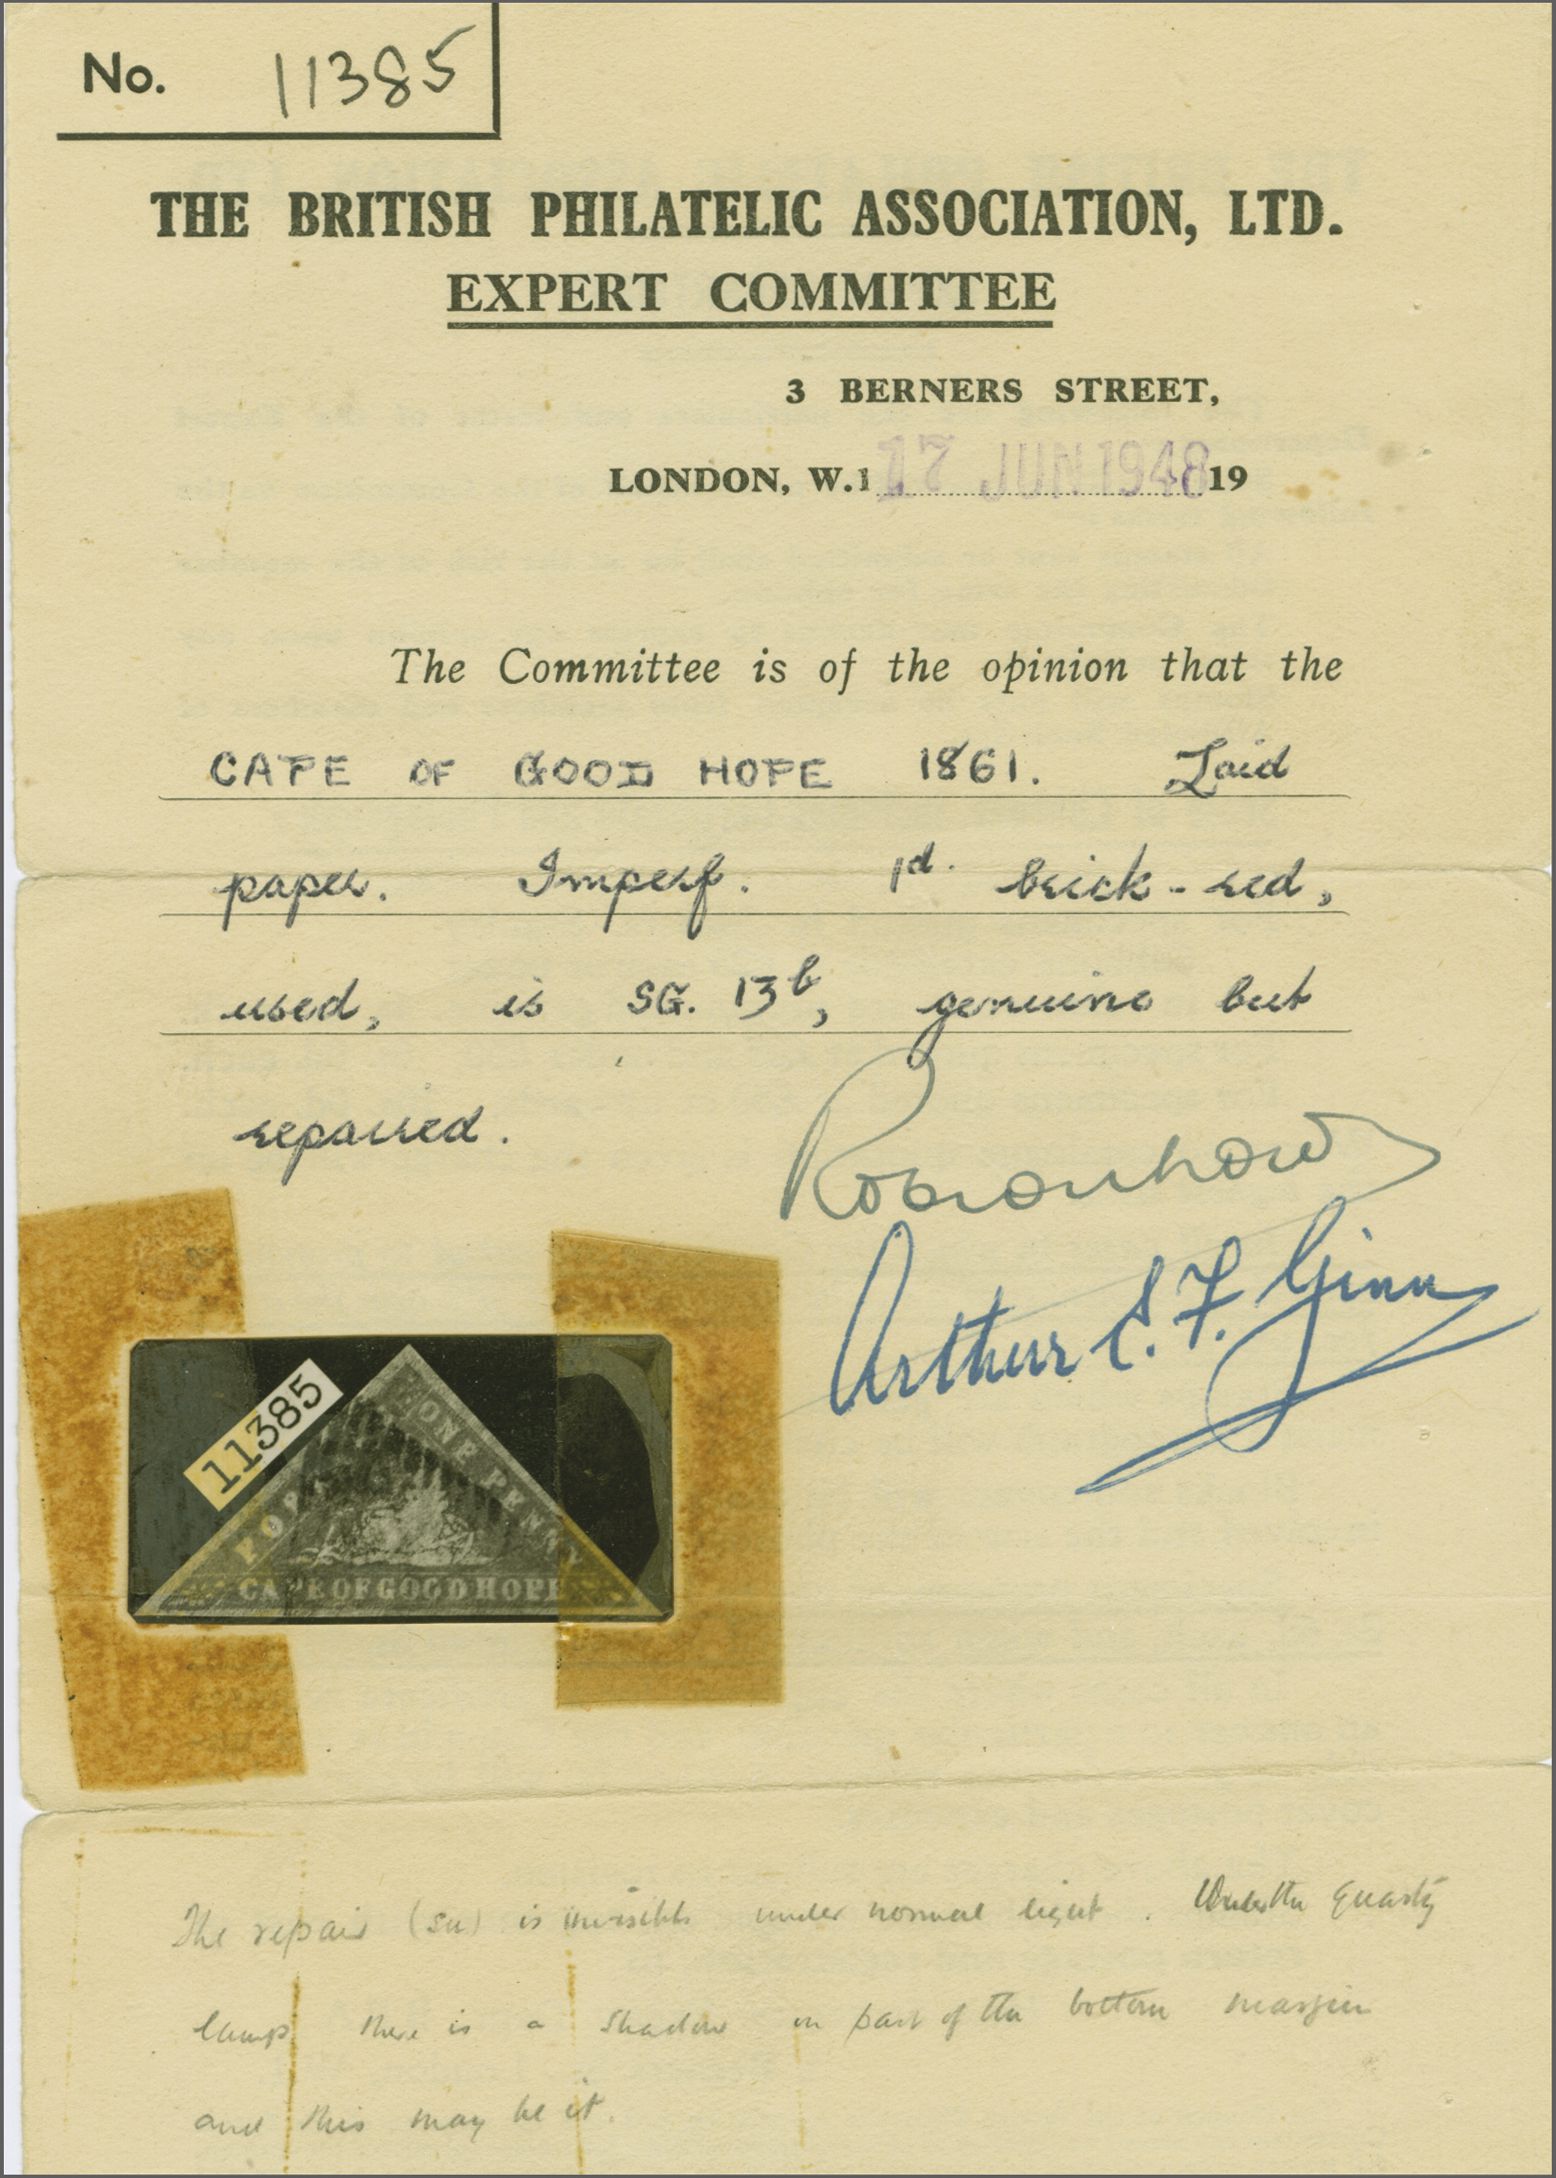 No. 11385
THE BRITISH PHILATELIC ASSOCIATION, LTD.
EXPERT COMMITTEE
3 BERNERS STREET,
LONDON, W.1 17 JUN 1948 19
The Committee is of the opinion that the
CAPE OF GOOD HOPE 1861. Laid
paper. Imperf. 1d. brick-red,
used, is SG. 13b, genuine but
repaired.
Arthur E. F. Ginn
11385
ONE PENNY
CAPE OF GOOD HOPE
The repair is invisible under normal light. Under the quartz
lamp there is a shadow on part of the bottom margin
and this may be it.